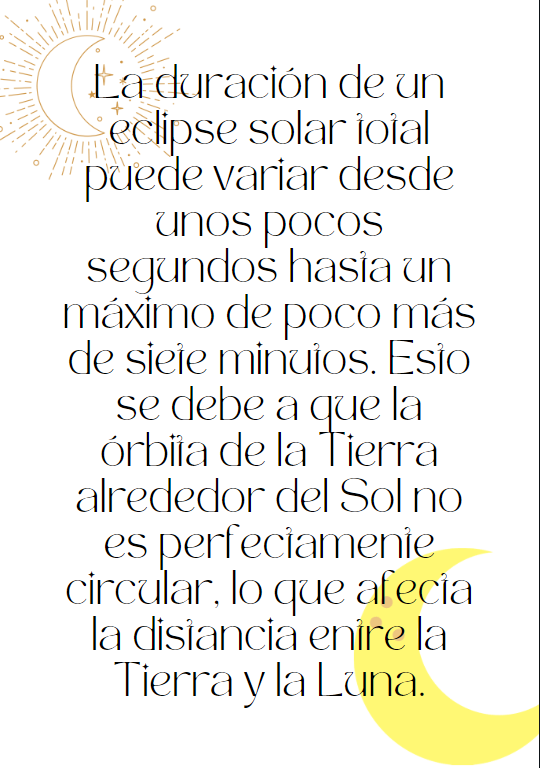 La duración de un
eclipse solar total
puede variar desde
unos pocos
segundos hasta un
máximo de poco más
de siete minutos. Esto
se debe a que la
órbita de la Tierra
alrededor del Sol no
es perfectamente
circular, lo que afecta
la distancia entre la
Tierra y la Luna.